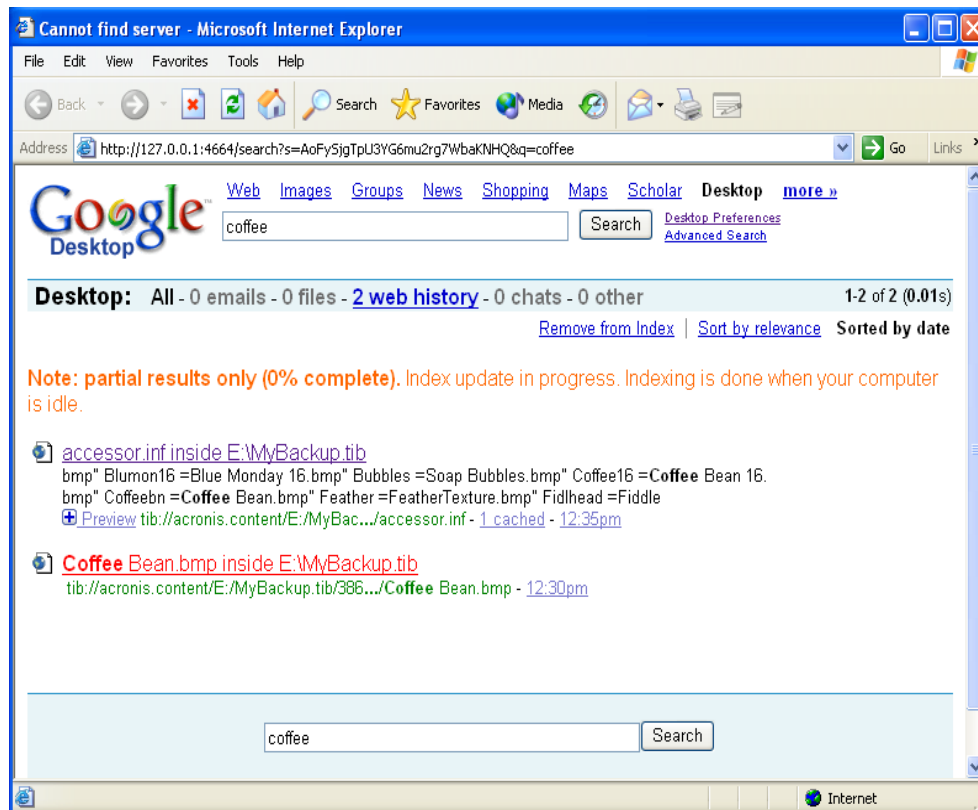 Cannot find server - Microsoft Internet Explorer
File Edit View Favorites Tools Help
Back Search Favorites Media
Address http://127.0.0.1:4664/search?s=AoFySjgTpU3YG6mu2rg7WbaKNHQ&q=coffee Go Links
Web Images Groups News Shopping Maps Scholar Desktop more »
Google™
Desktop
coffee Search Desktop Preferences
Advanced Search
Desktop: All - 0 emails - 0 files - 2 web history - 0 chats - 0 other 1-2 of 2 (0.01s)
Remove from Index | Sort by relevance Sorted by date
Note: partial results only (0% complete). Index update in progress. Indexing is done when your computer
is idle.
accessor.inf inside E:\MyBackup.tib
bmp" Blumon16 =Blue Monday 16.bmp" Bubbles =Soap Bubbles.bmp" Coffee16 =Coffee Bean 16.
bmp" Coffeebn =Coffee Bean.bmp" Feather =FeatherTexture.bmp" Fidlhead =Fiddle
Preview tib://acronis.content/E:/MyBac.../accessor.inf - 1 cached - 12:35pm
Coffee Bean.bmp inside E:\MyBackup.tib
tib://acronis.content/E:/MyBackup.tib/386.../Coffee Bean.bmp - 12:30pm
coffee Search
Internet